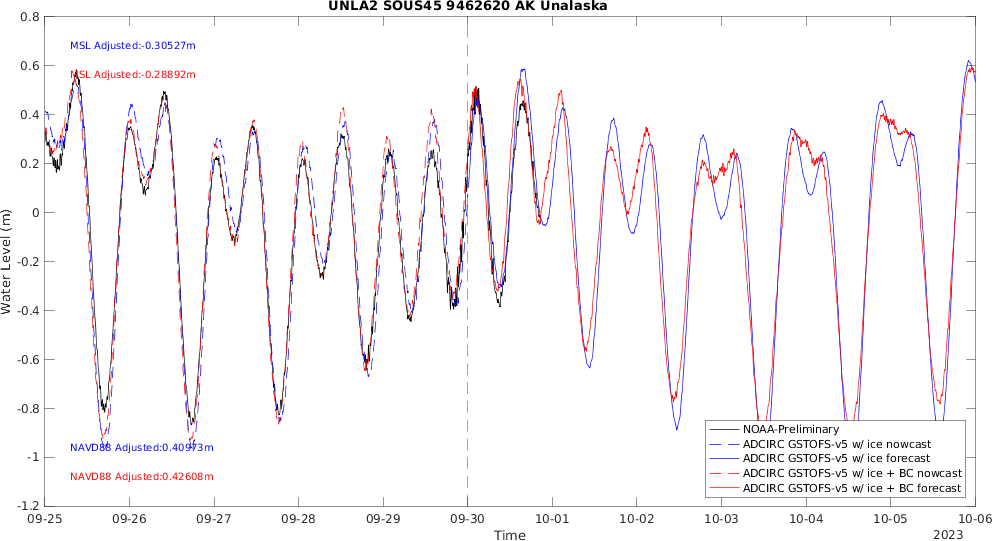 UNLA2 SOUS45 9462620 AK Unalaska
MSL Adjusted:-0.30527m
MSL Adjusted:-0.28892m
NAVD88 Adjusted:0.40973m
NAVD88 Adjusted:0.42608m
Water Level (m)
0.8
0.6
0.4
0.2
0
-0.2
-0.4
-0.6
-0.8
-1
-1.2
NOAA-Preliminary
ADCIRC GSTOFS-v5 w/ ice nowcast
ADCIRC GSTOFS-v5 w/ ice forecast
ADCIRC GSTOFS-v5 w/ ice + BC nowcast
ADCIRC GSTOFS-v5 w/ ice + BC forecast
09-25 09-26 09-27 09-28 09-29 09-30 10-01 10-02 10-03 10-04 10-05 10-06
Time
2023